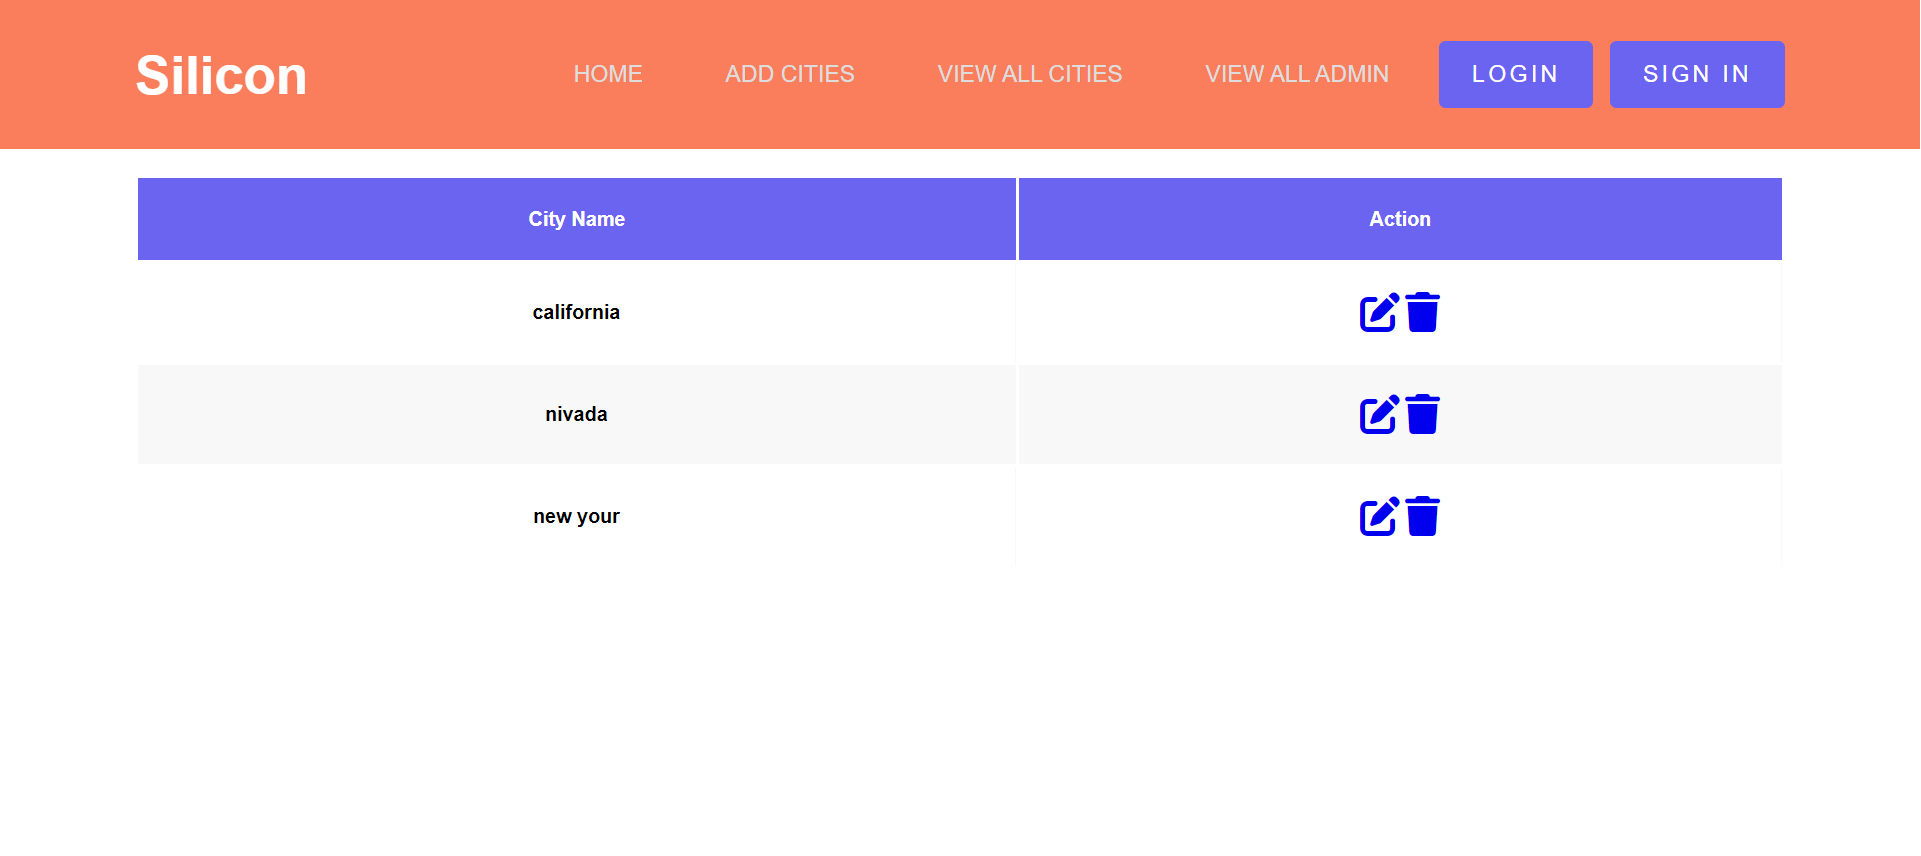 Silicon HOME ADD CITIES VIEW ALL CITIES VIEW ALL ADMIN LOGIN SIGN IN
City Name Action
california
nivada
new your